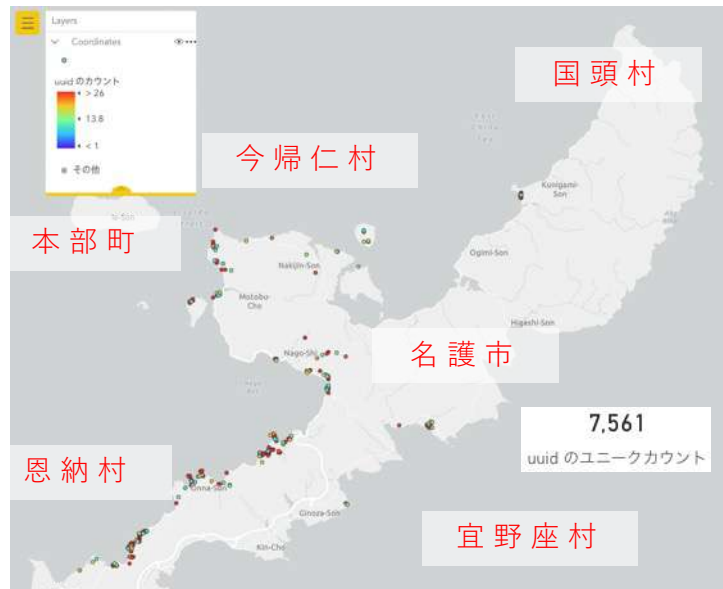 Layers
Coordinates
uuid のカウント
> 26
13.8
< 1
その他
国頭村
今帰仁村
本部町
名護市
恩納村
宜野座村
East
China
Sea
Kunigami-
Son
Ogimi-Son
Higashi-Son
Nakijin-Son
Motobu-
Cho
Nago-Shi
Onna-Son
Ginoza-Son
Kin-Cho
7,561
uuid のユニークカウント